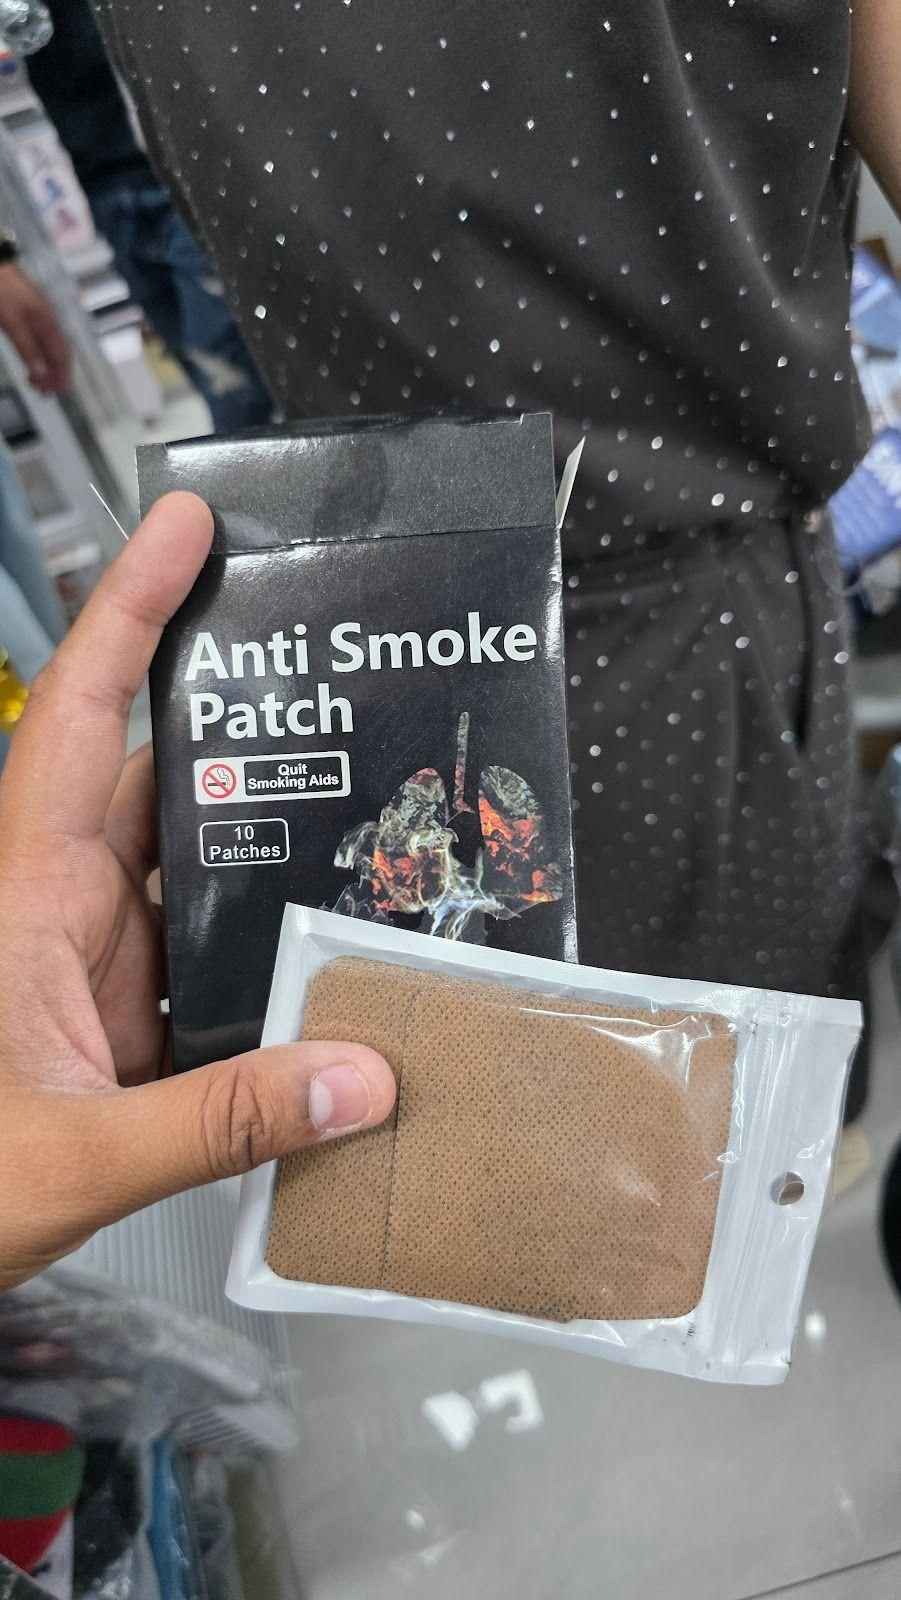 Anti Smoke
Patch
Quit
Smoking Aids
10
Patches